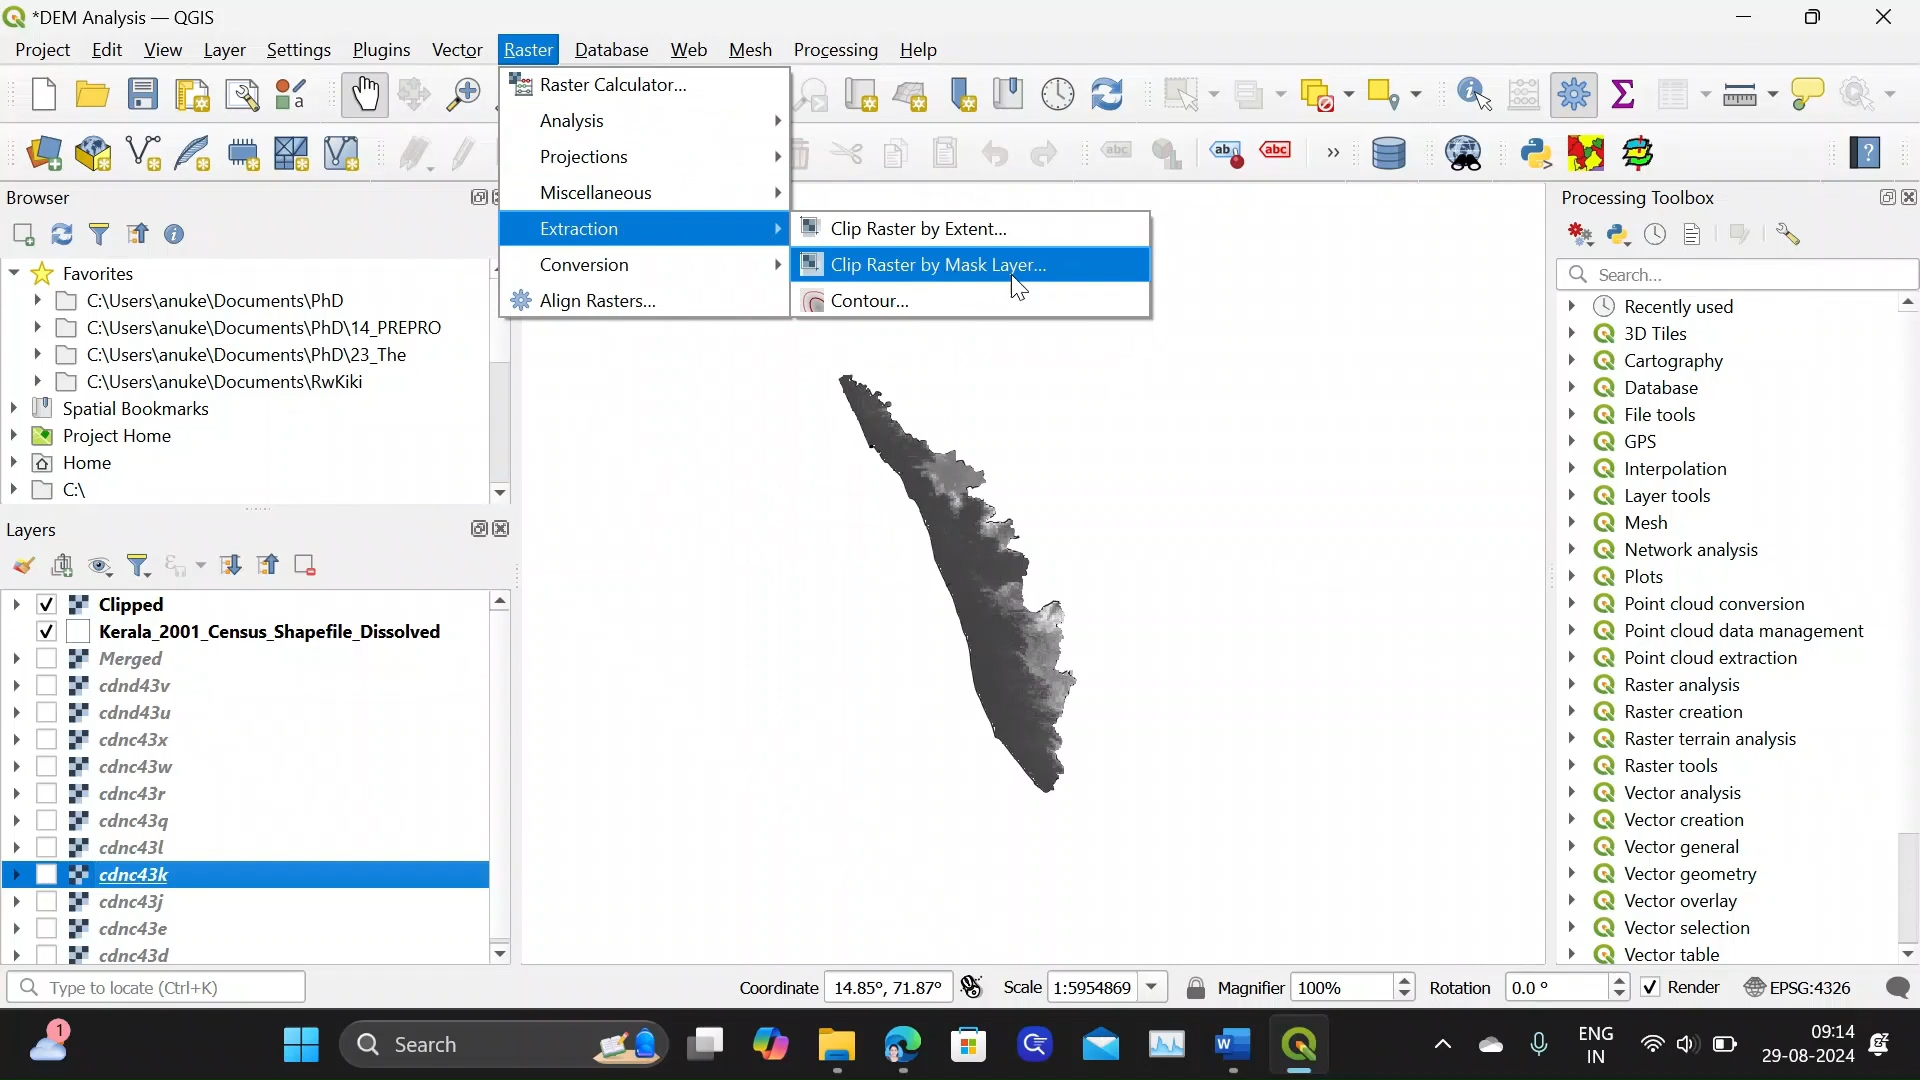 *DEM Analysis — QGIS
Project Edit View Layer Settings Plugins Vector Raster Database Web Mesh Processing Help
Raster Calculator...
Analysis
Projections
Miscellaneous
Extraction
Conversion
Align Rasters...
Clip Raster by Extent...
Clip Raster by Mask Layer...
Contour...
Browser
Favorites
C:\Users\anuke\Documents\PhD
C:\Users\anuke\Documents\PhD\14_PREPRO
C:\Users\anuke\Documents\PhD\23_The
C:\Users\anuke\Documents\RwKiki
Spatial Bookmarks
Project Home
Home
C:\
Layers
Clipped
Kerala_2001_Census_Shapefile_Dissolved
Merged
cdnd43v
cdnd43u
cdnc43x
cdnc43w
cdnc43r
cdnc43q
cdnc43l
cdnc43k
cdnc43j
cdnc43e
cdnc43d
Processing Toolbox
Search...
Recently used
3D Tiles
Cartography
Database
File tools
GPS
Interpolation
Layer tools
Mesh
Network analysis
Plots
Point cloud conversion
Point cloud data management
Point cloud extraction
Raster analysis
Raster creation
Raster terrain analysis
Raster tools
Vector analysis
Vector creation
Vector general
Vector geometry
Vector overlay
Vector selection
Vector table
Type to locate (Ctrl+K)
Coordinate 14.85°, 71.87° Scale 1:5954869 Magnifier 100% Rotation 0.0 ° Render EPSG:4326
1
Search
ENG
IN
09:14
29-08-2024
abc
ab
abc